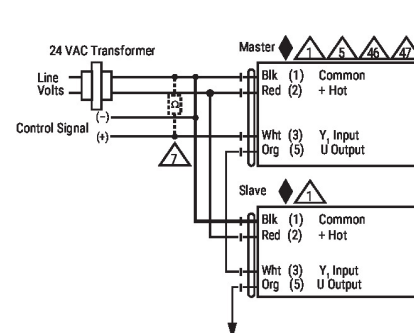 24 VAC Transformer
Master 1 5 46 47
Line
Volts
Blk (1) Common
Red (2) + Hot
Ω
Control Signal (–)
(+)
Wht (3) Y, Input
Org (5) U Output
7
Slave 1
Blk (1) Common
Red (2) + Hot
Wht (3) Y, Input
Org (5) U Output